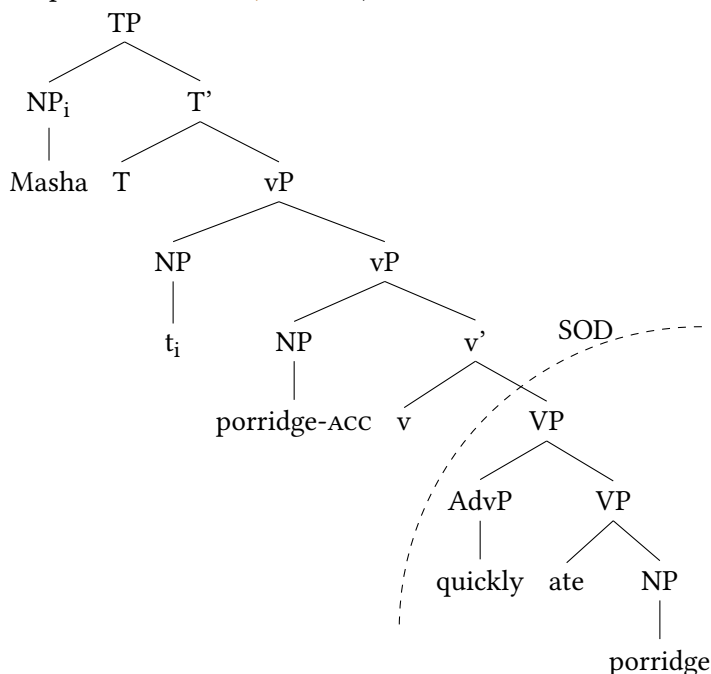 TP
NPi T’
Masha T vP
NP vP
ti NP v’ SOD
porridge-ACC v VP
AdvP VP
quickly ate NP
porridge